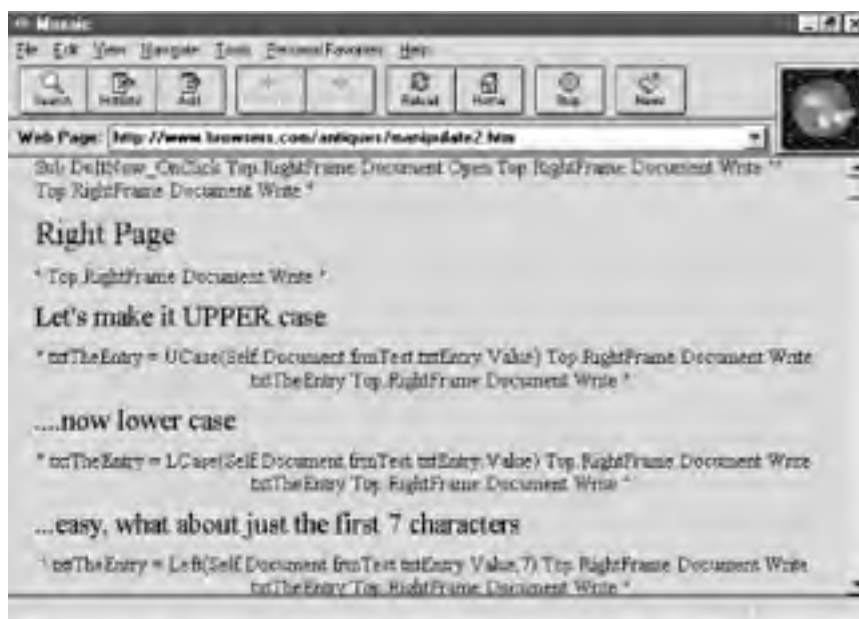 Mosaic
File Edit View Navigate Tools Personal Favorites Help
Search Hotlists Add Reload Home Stop News
Web Page: http://www.browsers.com/antiques/manipulate2.htm
Sub DoItNow_OnClick Top.RightFrame.Document.Open Top.RightFrame.Document.Write "
Top.RightFrame.Document.Write "
Right Page
" Top.RightFrame.Document.Write "
Let's make it UPPER case
" txtTheEntry = UCase(Self.Document.frmText.txtEntry.Value) Top.RightFrame.Document.Write
txtTheEntry Top.RightFrame.Document.Write "
....now lower case
" txtTheEntry = LCase(Self.Document.frmText.txtEntry.Value) Top.RightFrame.Document.Write
txtTheEntry Top.RightFrame.Document.Write "
...easy, what about just the first 7 characters
" txtTheEntry = Left(Self.Document.frmText.txtEntry.Value,7) Top.RightFrame.Document.Write
txtTheEntry Top.RightFrame.Document.Write "